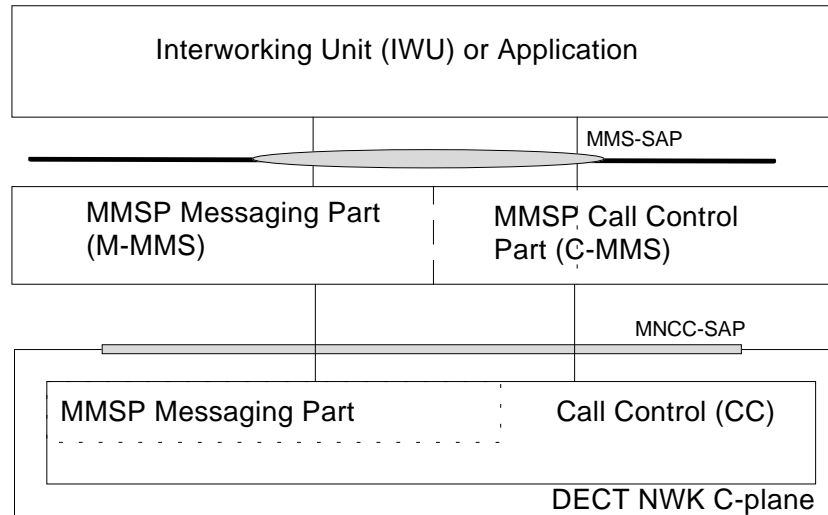 Interworking Unit (IWU) or Application
MMS-SAP
MMSP Messaging Part
(M-MMS)
MMSP Call Control
Part (C-MMS)
MNCC-SAP
MMSP Messaging Part
Call Control (CC)
DECT NWK C-plane